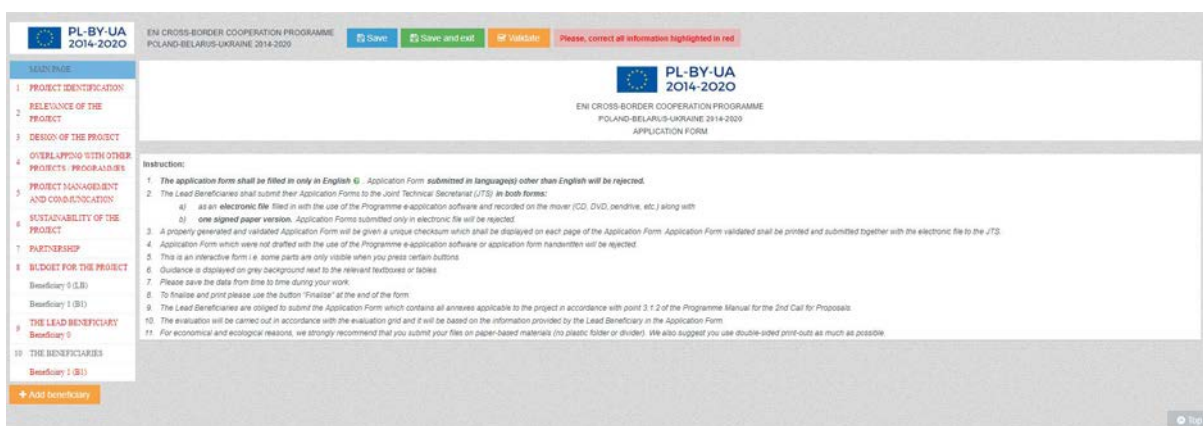 PL-BY-UA
2014-2020
ENI CROSS-BORDER COOPERATION PROGRAMME
POLAND-BELARUS-UKRAINE 2014-2020
Save
Save and exit
Validate
Please, correct all information highlighted in red
MAIN PAGE
1 PROJECT IDENTIFICATION
2 RELEVANCE OF THE
PROJECT
3 DESIGN OF THE PROJECT
4 OVERLAPPING WITH OTHER
PROJECTS / PROGRAMMES
5 PROJECT MANAGEMENT
AND COMMUNICATION
6 SUSTAINABILITY OF THE
PROJECT
7 PARTNERSHIP
8 BUDGET FOR THE PROJECT
Beneficiary 0 (LB)
Beneficiary 1 (B1)
9 THE LEAD BENEFICIARY
Beneficiary 0
10 THE BENEFICIARIES
Beneficiary 1 (B1)
+ Add beneficiary
PL-BY-UA
2014-2020
ENI CROSS-BORDER COOPERATION PROGRAMME
POLAND-BELARUS-UKRAINE 2014-2020
APPLICATION FORM
Instruction:
1. The application form shall be filled in only in English. Application Form submitted in language(s) other than English will be rejected.
2. The Lead Beneficiaries shall submit their Application Forms to the Joint Technical Secretariat (JTS) in both forms:
a) as an electronic file filled in with the use of the Programme e-application software and recorded on the mover (CD, DVD, pendrive, etc.) along with
b) one signed paper version. Application Forms submitted only in electronic file will be rejected.
3. A properly generated and validated Application Form will be given a unique checksum which shall be displayed on each page of the Application Form. Application Form validated shall be printed and submitted together with the electronic file to the JTS.
4. Application Form which were not drafted with the use of the Programme e-application software or application form handwritten will be rejected.
5. This is an interactive form i.e. some parts are only visible when you press certain buttons.
6. Guidance is displayed on grey background next to the relevant textboxes or tables.
7. Please save the data from time to time during your work.
8. To finalise and print please use the button "Finalise" at the end of the form.
9. The Lead Beneficiaries are obliged to submit the Application Form which contains all annexes applicable to the project in accordance with point 3.1.2 of the Programme Manual for the 2nd Call for Proposals.
10. The evaluation will be carried out in accordance with the evaluation grid and it will be based on the information provided by the Lead Beneficiary in the Application Form.
11. For economical and ecological reasons, we strongly recommend that you submit your files on paper-based materials (no plastic folder or divider). We also suggest you use double-sided print-outs as much as possible.
Top